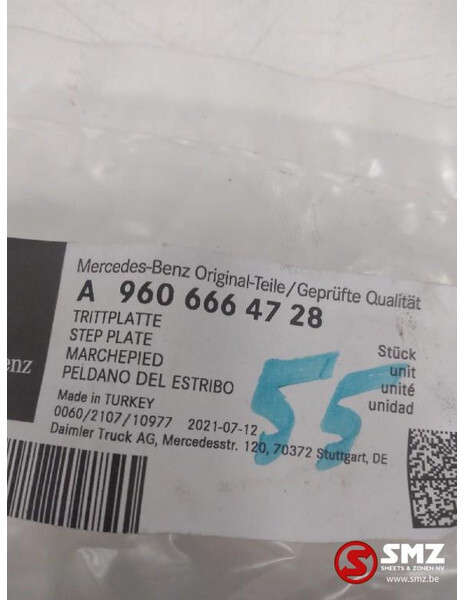 Mercedes-Benz Original-Teile/Geprüfte Qualität
A 960 666 47 28
TRITTPLATTE
STEP PLATE
MARCHEPIED
PELDANO DEL ESTRIBO
Stück
unit
unité
unidad
enz
55
Made in TURKEY
0060/2107/10977 2021-07-12
Daimler Truck AG, Mercedesstr. 120, 70372 Stuttgart, DE
SMZ
SMEETS & ZONEN NV
www.smz.be